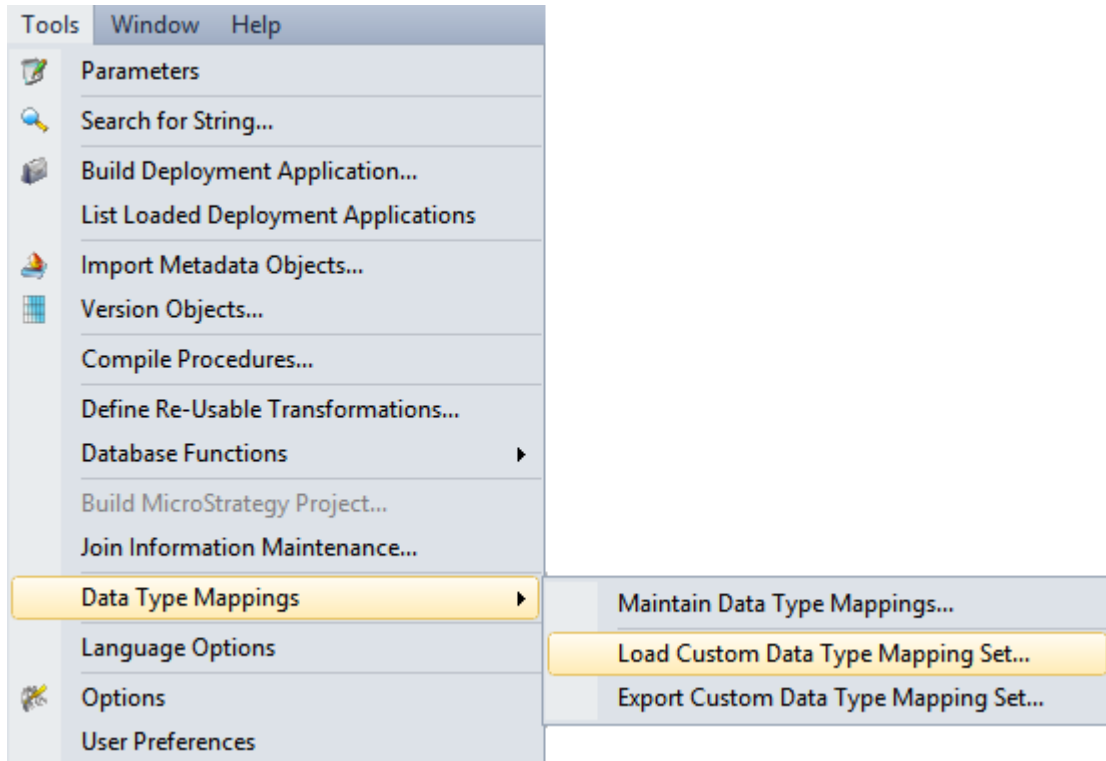 Tools Window Help
Parameters
Search for String...
Build Deployment Application...
List Loaded Deployment Applications
Import Metadata Objects...
Version Objects...
Compile Procedures...
Define Re-Usable Transformations...
Database Functions
Build MicroStrategy Project...
Join Information Maintenance...
Data Type Mappings
Maintain Data Type Mappings...
Language Options
Load Custom Data Type Mapping Set...
Options
Export Custom Data Type Mapping Set...
User Preferences